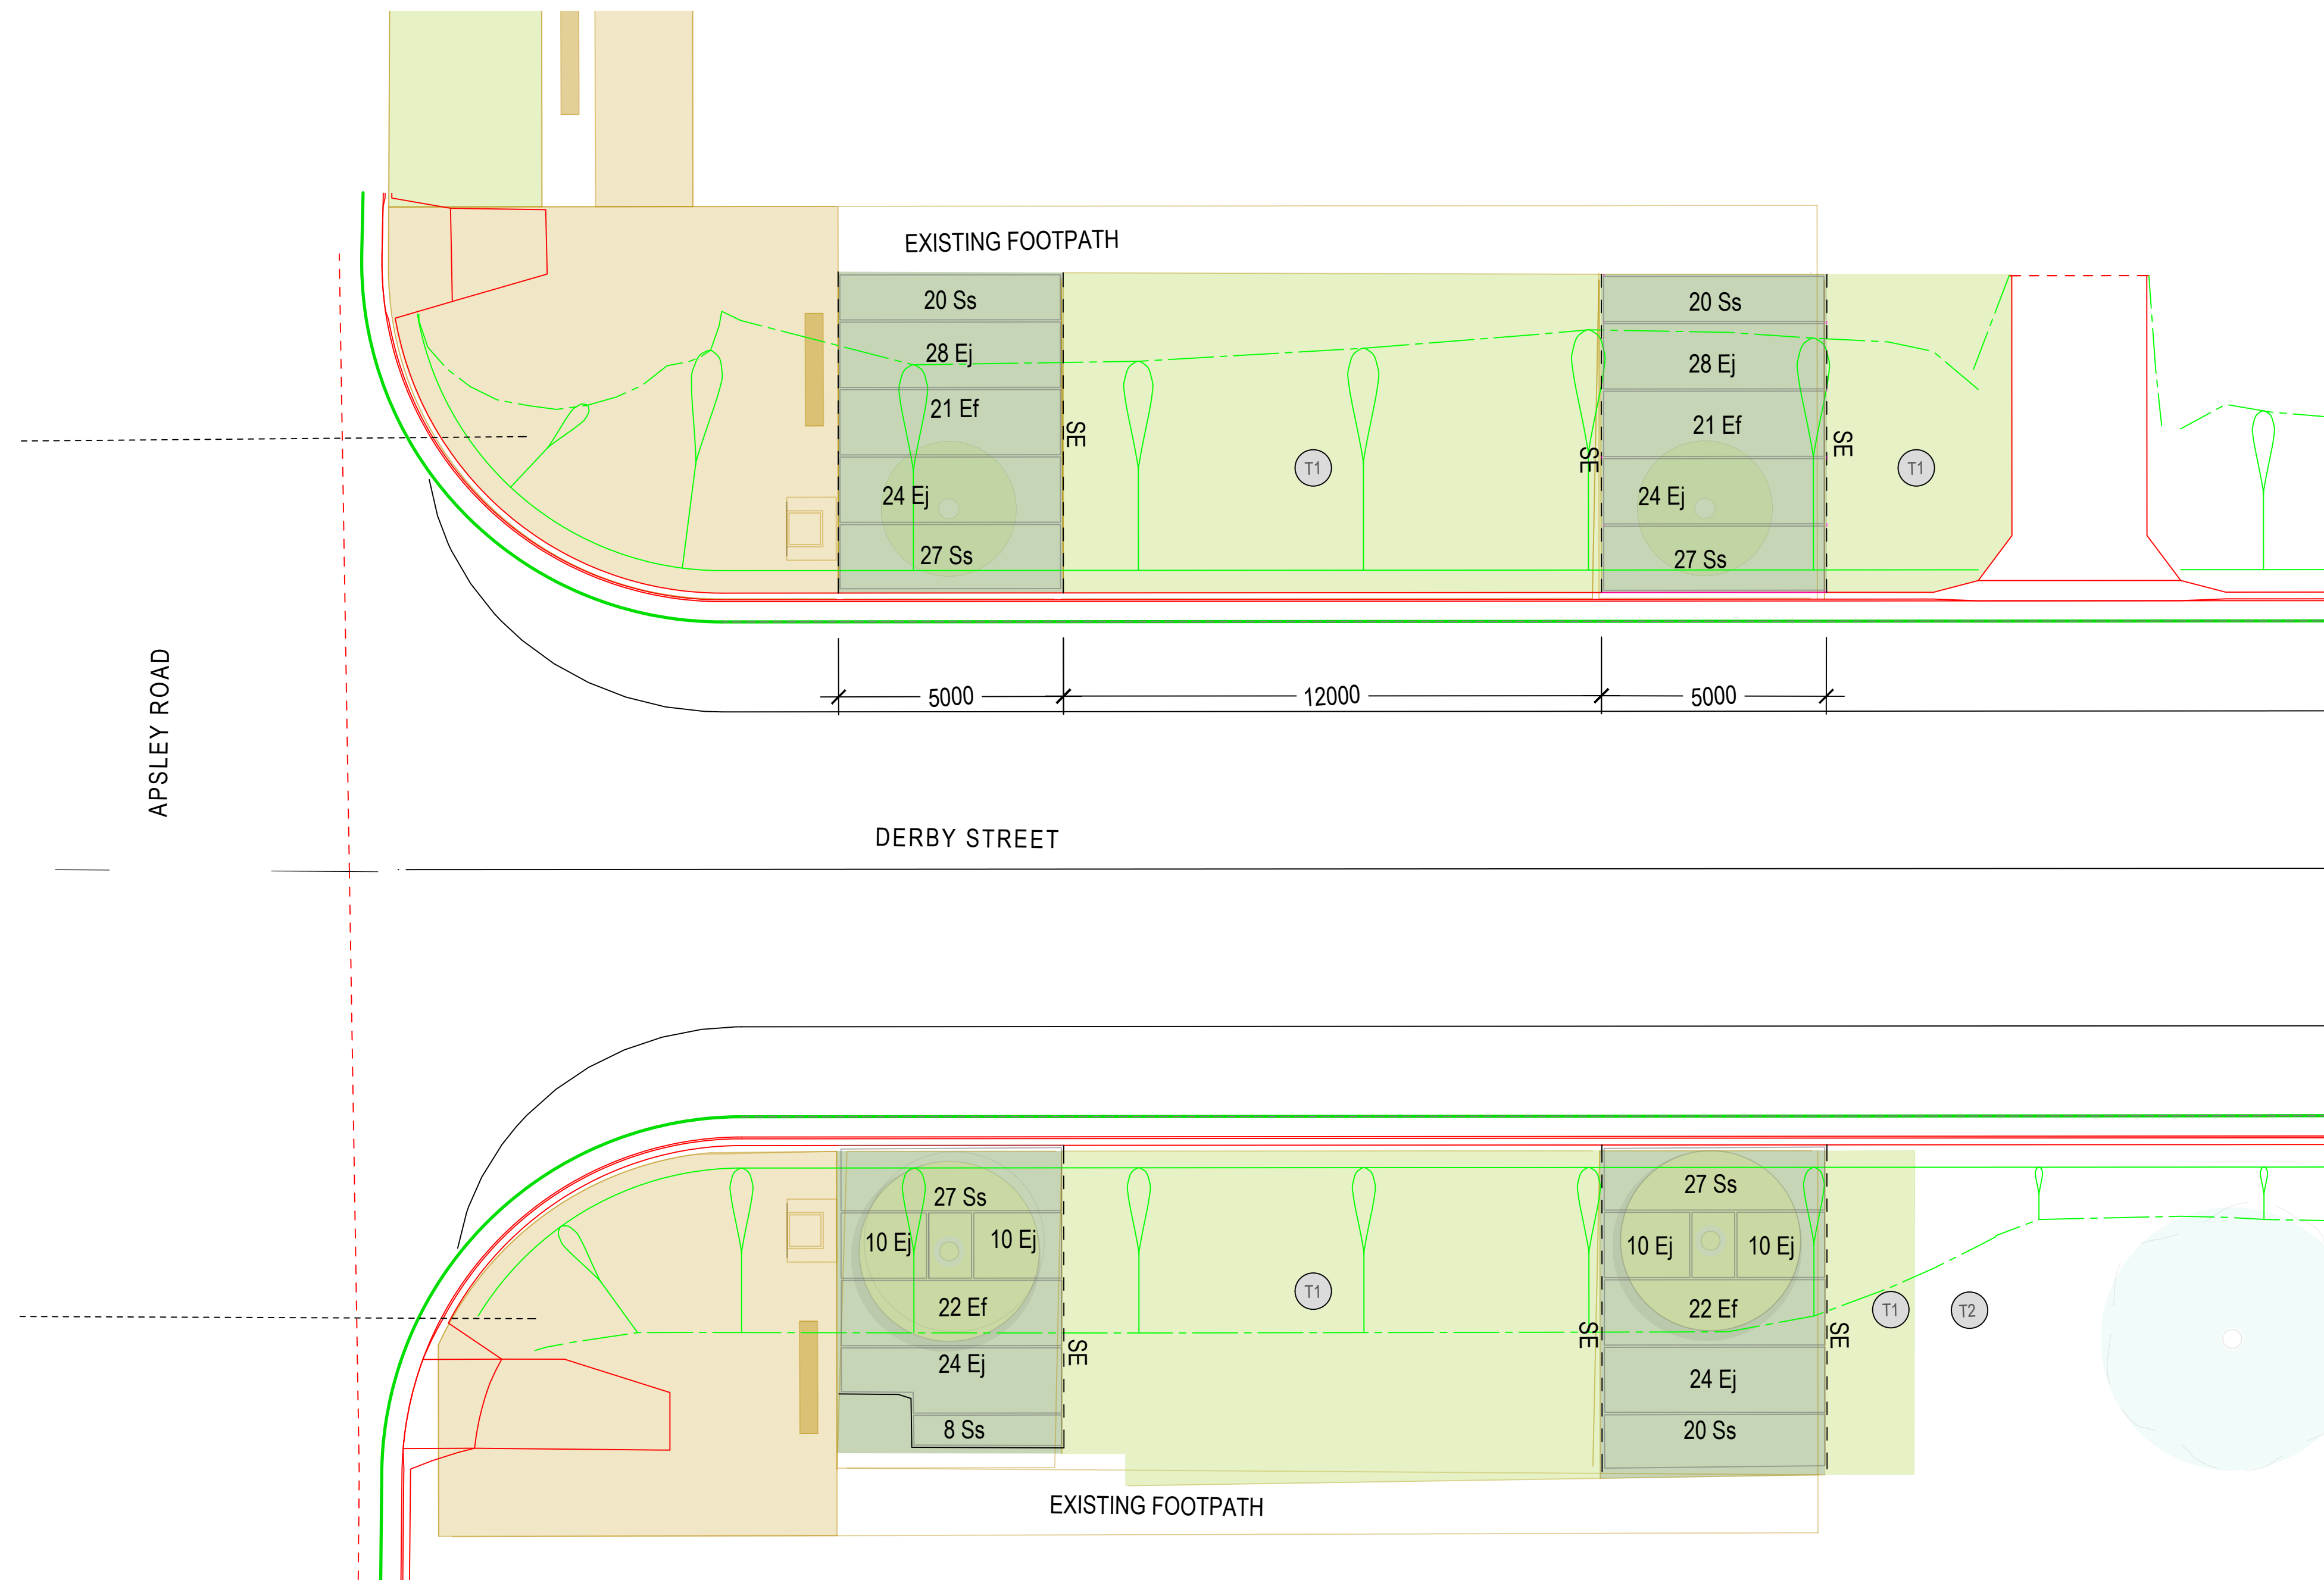 EXISTING FOOTPATH
20 Ss
28 Ej
21 Ef
24 Ej
27 Ss
SE
T1
SE
20 Ss
28 Ej
21 Ef
24 Ej
27 Ss
SE
T1
5000
12000
5000
APSLEY ROAD
DERBY STREET
27 Ss
10 Ej
10 Ej
22 Ef
24 Ej
8 Ss
SE
T1
SE
27 Ss
10 Ej
10 Ej
22 Ef
24 Ej
20 Ss
SE
T1
T2
EXISTING FOOTPATH